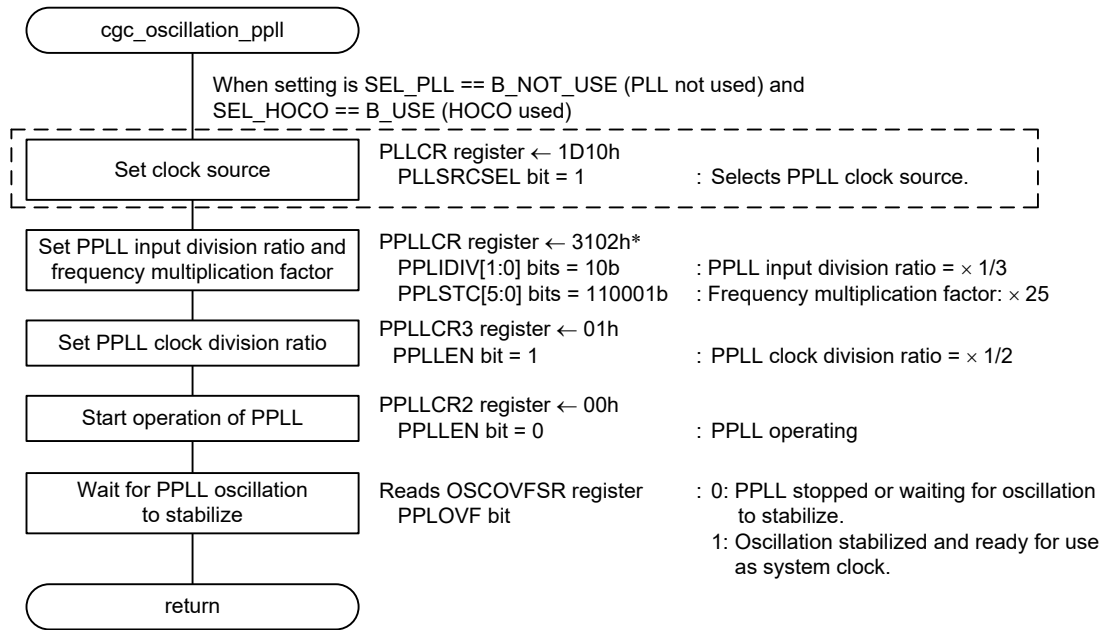 cgc_oscillation_ppll
When setting is SEL_PLL == B_NOT_USE (PLL not used) and
SEL_HOCO == B_USE (HOCO used)
Set clock source
PLLCR register ← 1D10h
PLLSRCSEL bit = 1 : Selects PPLL clock source.
Set PPLL input division ratio and
frequency multiplication factor
PPLLCR register ← 3102h*
PPLIDIV[1:0] bits = 10b : PPLL input division ratio = × 1/3
PPLSTC[5:0] bits = 110001b : Frequency multiplication factor: × 25
Set PPLL clock division ratio
PPLLCR3 register ← 01h
PPLLEN bit = 1 : PPLL clock division ratio = × 1/2
Start operation of PPLL
PPLLCR2 register ← 00h
PPLLEN bit = 0 : PPLL operating
Wait for PPLL oscillation
to stabilize
Reads OSCOVFSR register : 0: PPLL stopped or waiting for oscillation
PPLOVF bit to stabilize.
1: Oscillation stabilized and ready for use
as system clock.
return